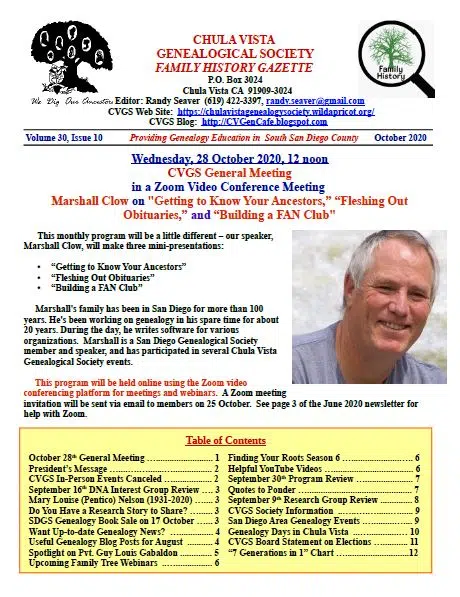 CHULA VISTA
GENEALOGICAL SOCIETY
FAMILY HISTORY GAZETTE
P.O. Box 3024
Chula Vista CA 91909-3024
We Dig Our Ancestors
Family
History
Editor: Randy Seaver (619) 422-3397, randy.seaver@gmail.com
CVGS Web Site: https://chulavistagenealogysociety.wildapricot.org/
CVGS Blog: http://CVGenCafe.blogspot.com
Volume 30, Issue 10 Providing Genealogy Education in South San Diego County October 2020
Wednesday, 28 October 2020, 12 noon
CVGS General Meeting
in a Zoom Video Conference Meeting
Marshall Clow on "Getting to Know Your Ancestors,” “Fleshing Out
Obituaries,” and “Building a FAN Club"
This monthly program will be a little different – our speaker,
Marshall Clow, will make three mini-presentations:
• “Getting to Know Your Ancestors”
• “Fleshing Out Obituaries”
• “Building a FAN Club”
Marshall's family has been in San Diego for more than 100
years. He's been working on genealogy in his spare time for about
20 years. During the day, he writes software for various
organizations. Marshall is a San Diego Genealogical Society
member and speaker, and has participated in several Chula Vista
Genealogical Society events.
This program will be held online using the Zoom video
conferencing platform for meetings and webinars. A Zoom meeting
invitation will be sent via email to members on 25 October. See page 3 of the June 2020 newsletter for
help with Zoom.
Table of Contents
October 28th General Meeting ........................ 1
President's Message ........................ 2
CVGS In-Person Events Canceled .......... 2
September 16th DNA Interest Group Review .... 3
Mary Louise (Pentico) Nelson (1931-2020) ..... 3
Do You Have a Research Story to Share? ...... 3
SDGS Genealogy Book Sale on 17 October ...... 3
Want Up-to-date Genealogy News? ............. 4
Useful Genealogy Blog Posts for August ....... 4
Spotlight on Pvt. Guy Louis Gabaldon ........ 5
Upcoming Family Tree Webinars .............. 6
Finding Your Roots Season 6 ........................ 6
Helpful YouTube Videos ........................ 6
September 30th Program Review ............... 7
Quotes to Ponder ........................ 7
September 9th Research Group Review ........ 8
CVGS Society Information .................... 9
San Diego Area Genealogy Events ............. 9
Genealogy Days in Chula Vista ............... 10
CVGS Board Statement on Elections .......... 11
“7 Generations in 1” Chart ....................12